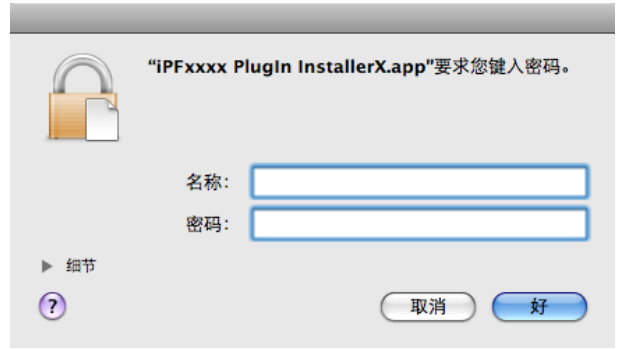 “iPFxxxx PlugIn InstallerX.app"要求您键入密码。
名称：
密码：
细节
?
取消
好